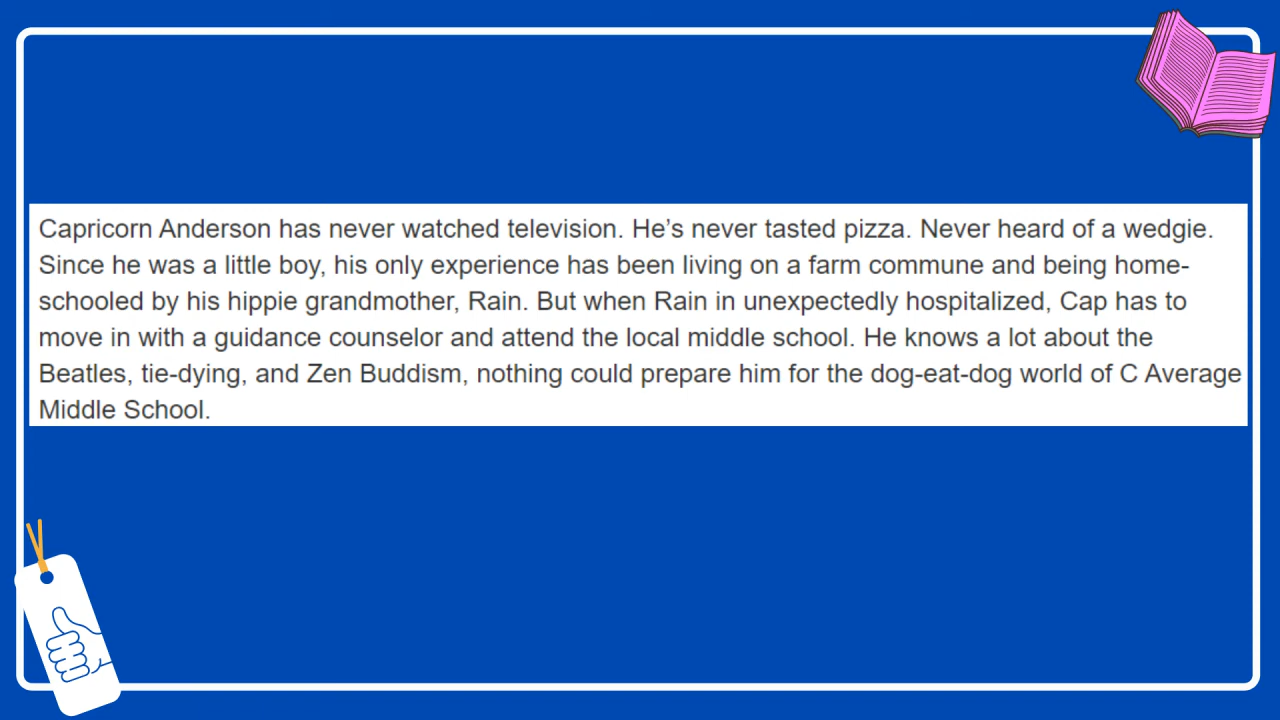 Capricorn Anderson has never watched television. He’s never tasted pizza. Never heard of a wedgie.
Since he was a little boy, his only experience has been living on a farm commune and being home-
schooled by his hippie grandmother, Rain. But when Rain in unexpectedly hospitalized, Cap has to
move in with a guidance counselor and attend the local middle school. He knows a lot about the
Beatles, tie-dying, and Zen Buddism, nothing could prepare him for the dog-eat-dog world of C Average
Middle School.